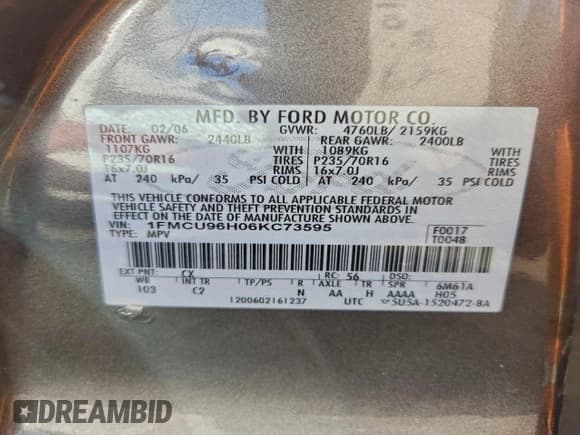 MFD. BY FORD MOTOR CO.
DATE: 02/06 GVWR: 4760LB/ 2159KG
FRONT GAWR: 2440LB REAR GAWR: 2400LB
1107KG WITH 1089KG WITH
P235/70R16 TIRES P235/70R16 TIRES
16x7.0J RIMS 16x7.0J RIMS
AT 240 kPa/ 35 PSI COLD AT 240 kPa/ 35 PSI COLD
THIS VEHICLE CONFORMS TO ALL APPLICABLE FEDERAL MOTOR
VEHICLE SAFETY AND THEFT PREVENTION STANDARDS IN
EFFECT ON THE DATE OF MANUFACTURE SHOWN ABOVE.
VIN: 1FMCU96H06KC73595 F0017
TYPE: MPV T0048
EXT PNT: CX RC: 56 DSO:
WB INT TR TP/PS R AXLE TR SPR 6M61A
103 C2 N AA H AAAA H05
1200602161237 UTC 5U5A-1520472-BA
DREAMBID